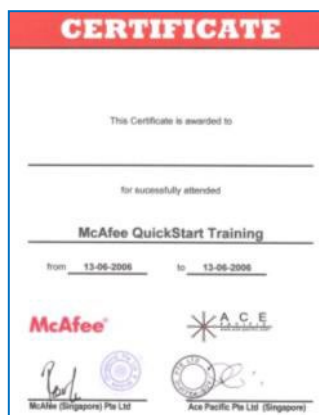 CERTIFICATE
This Certificate is awarded to
for sucessfully attended
McAfee QuickStart Training
from 13-06-2006 to 13-06-2006
McAfee®
A C E
McAfee (Singapore) Pte Ltd
Ace Pacific Pte Ltd (Singapore)